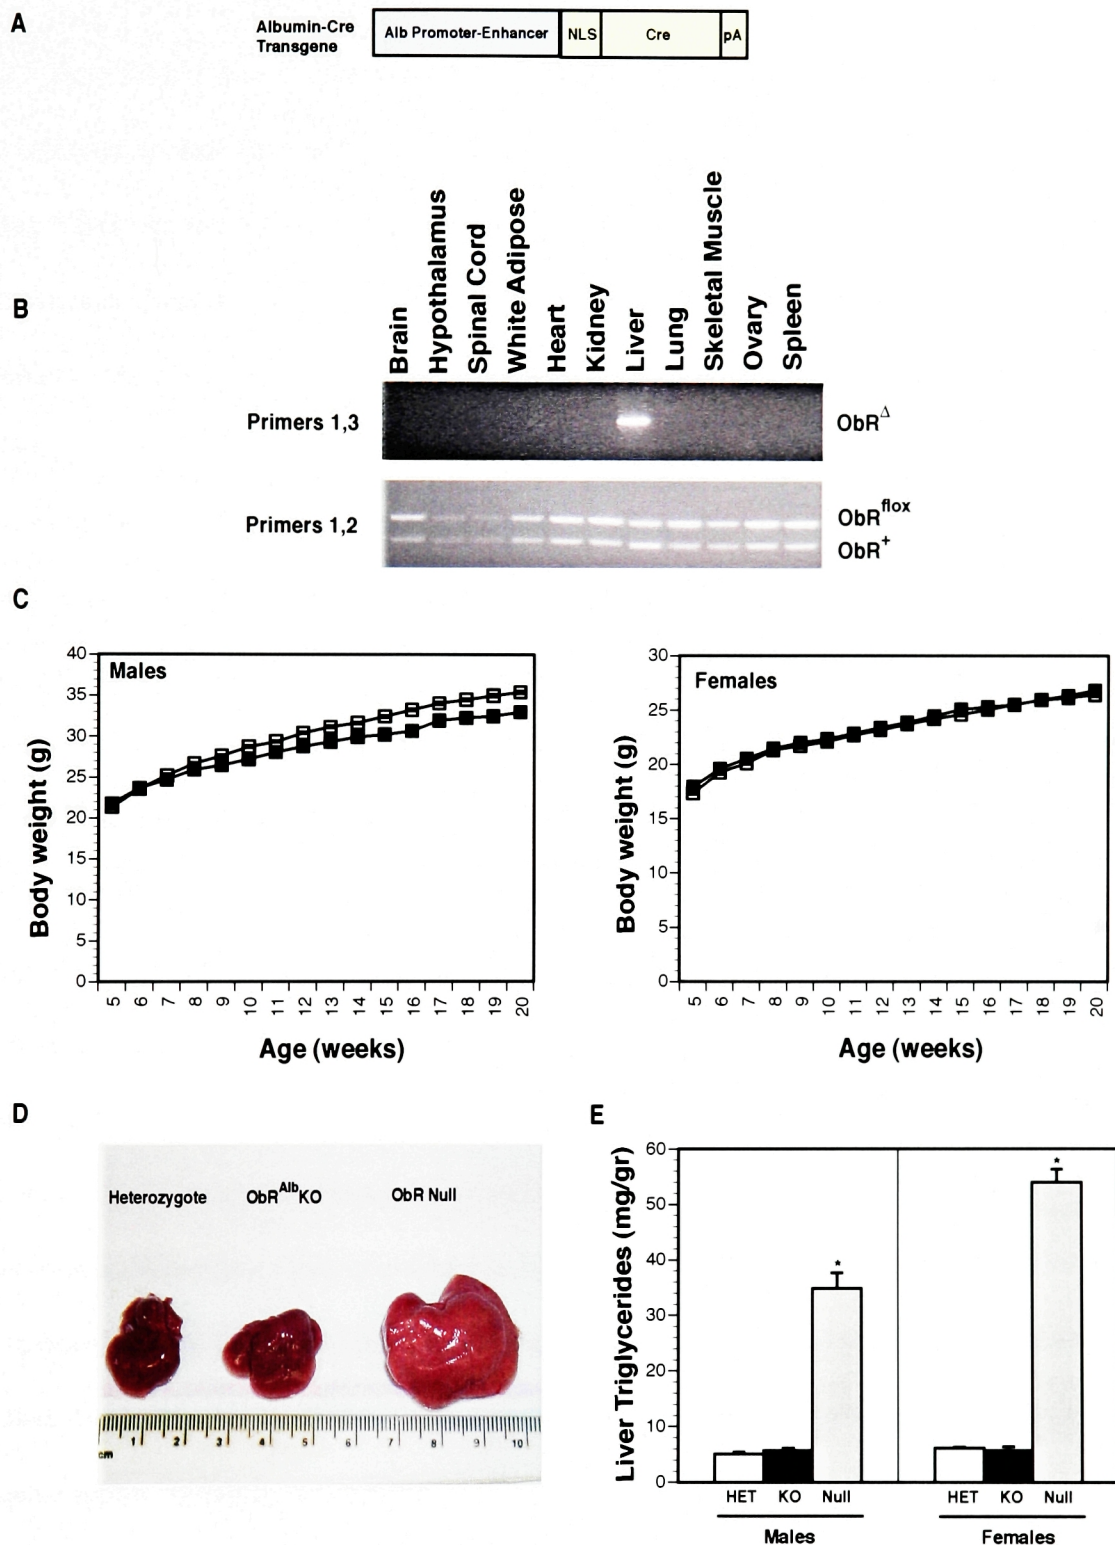 A
Albumin-Cre
Transgene
Alb Promoter-Enhancer
NLS
Cre
pA
B
Brain
Hypothalamus
Spinal Cord
White Adipose
Heart
Kidney
Liver
Lung
Skeletal Muscle
Ovary
Spleen
Primers 1,3
ObR^Δ
Primers 1,2
ObR^flox
ObR^+
C
Males
40
35
30
25
20
15
10
5
0
Body weight (g)
5 6 7 8 9 10 11 12 13 14 15 16 17 18 19 20
Age (weeks)
Females
30
25
20
15
10
5
0
Body weight (g)
5 6 7 8 9 10 11 12 13 14 15 16 17 18 19 20
Age (weeks)
D
Heterozygote
ObR^Alb KO
ObR Null
1 2 3 4 5 6 7 8 9 10
cm
E
60
50
40
30
20
10
0
Liver Triglycerides (mg/gr)
*
*
HET KO Null
HET KO Null
Males
Females